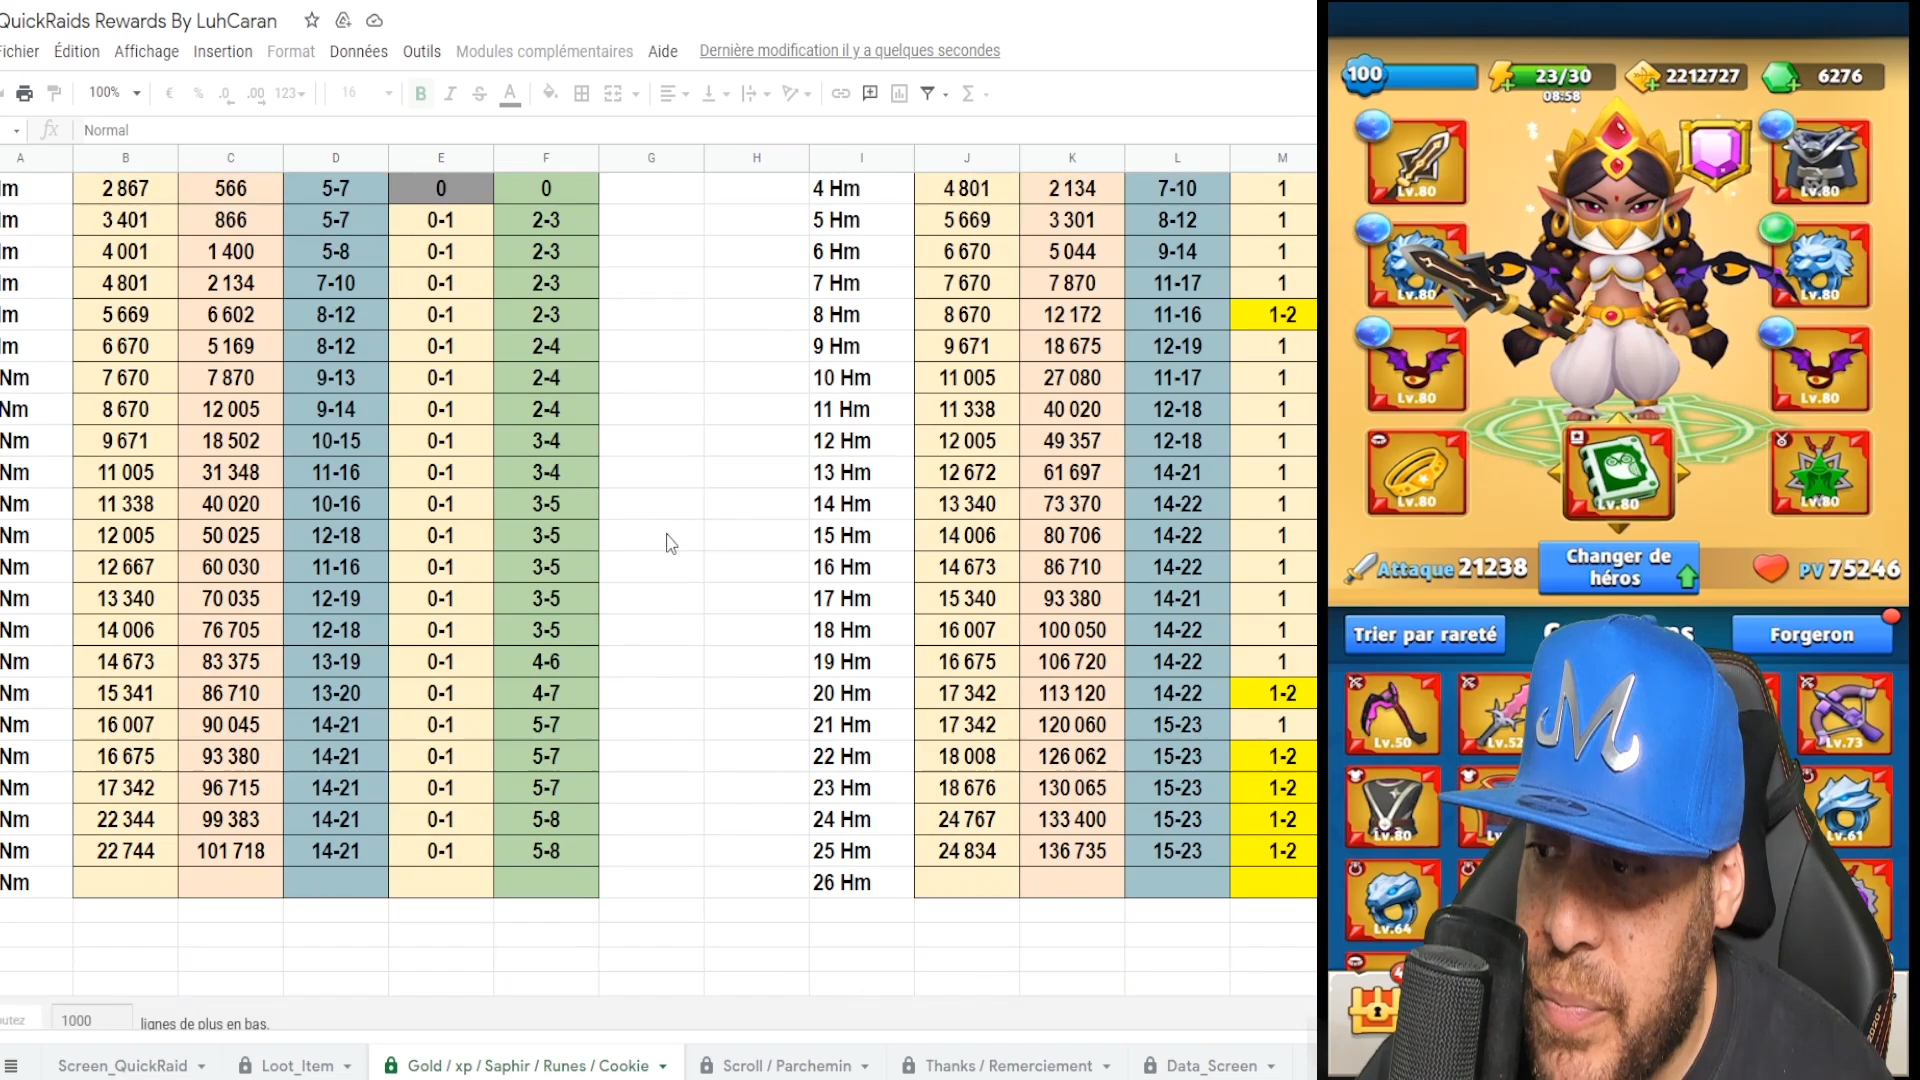 QuickRaids Rewards By LuhCaran
Fichier Édition Affichage Insertion Format Données Outils Modules complémentaires Aide Dernière modification il y a quelques secondes
100% € % .0 .00 123 16 B I S A Σ
fx Normal
A B C D E F G H I J K L M
m 2 867 566 5-7 0 0 4 Hm 4 801 2 134 7-10 1
m 3 401 866 5-7 0-1 2-3 5 Hm 5 669 3 301 8-12 1
m 4 001 1 400 5-8 0-1 2-3 6 Hm 6 670 5 044 9-14 1
m 4 801 2 134 7-10 0-1 2-3 7 Hm 7 670 7 870 11-17 1
m 5 669 6 602 8-12 0-1 2-3 8 Hm 8 670 12 172 11-16 1-2
m 6 670 5 169 8-12 0-1 2-4 9 Hm 9 671 18 675 12-19 1
Nm 7 670 7 870 9-13 0-1 2-4 10 Hm 11 005 27 080 11-17 1
Nm 8 670 12 005 9-14 0-1 2-4 11 Hm 11 338 40 020 12-18 1
Nm 9 671 18 502 10-15 0-1 3-4 12 Hm 12 005 49 357 12-18 1
Nm 11 005 31 348 11-16 0-1 3-4 13 Hm 12 672 61 697 14-21 1
Nm 11 338 40 020 10-16 0-1 3-5 14 Hm 13 340 73 370 14-22 1
Nm 12 005 50 025 12-18 0-1 3-5 15 Hm 14 006 80 706 14-22 1
Nm 12 667 60 030 11-16 0-1 3-5 16 Hm 14 673 86 710 14-22 1
Nm 13 340 70 035 12-19 0-1 3-5 17 Hm 15 340 93 380 14-21 1
Nm 14 006 76 705 12-18 0-1 3-5 18 Hm 16 007 100 050 14-22 1
Nm 14 673 83 375 13-19 0-1 4-6 19 Hm 16 675 106 720 14-22 1
Nm 15 341 86 710 13-20 0-1 4-7 20 Hm 17 342 113 120 14-22 1-2
Nm 16 007 90 045 14-21 0-1 5-7 21 Hm 17 342 120 060 15-23 1
Nm 16 675 93 380 14-21 0-1 5-7 22 Hm 18 008 126 062 15-23 1-2
Nm 17 342 96 715 14-21 0-1 5-7 23 Hm 18 676 130 065 15-23 1-2
Nm 22 344 99 383 14-21 0-1 5-8 24 Hm 24 767 133 400 15-23 1-2
Nm 22 744 101 718 14-21 0-1 5-8 25 Hm 24 834 136 735 15-23 1-2
Nm 26 Hm
outez 1000 lignes de plus en bas.
Screen_QuickRaid Loot_Item Gold / xp / Saphir / Runes / Cookie Scroll / Parchemin Thanks / Remerciement Data_Screen
100 23/30 2212727 6276
08:58
Lv.80 Lv.80
Lv.80 Lv.80
Lv.80 Lv.80
Lv.80 Lv.80 Lv.80
Attaque 21238 Changer de héros PV 75246
Trier par rareté Forgeron
Lv.50 Lv.52 Lv.73
Lv.80 Lv.61
Lv.64
M
2020